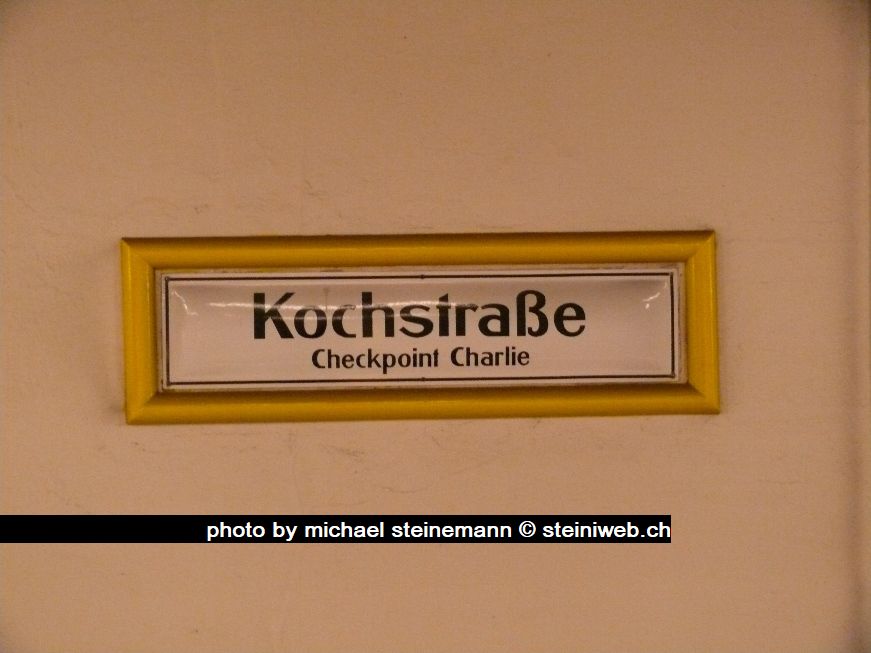 Kochstraße
Checkpoint Charlie
photo by michael steinemann © steiniweb.ch